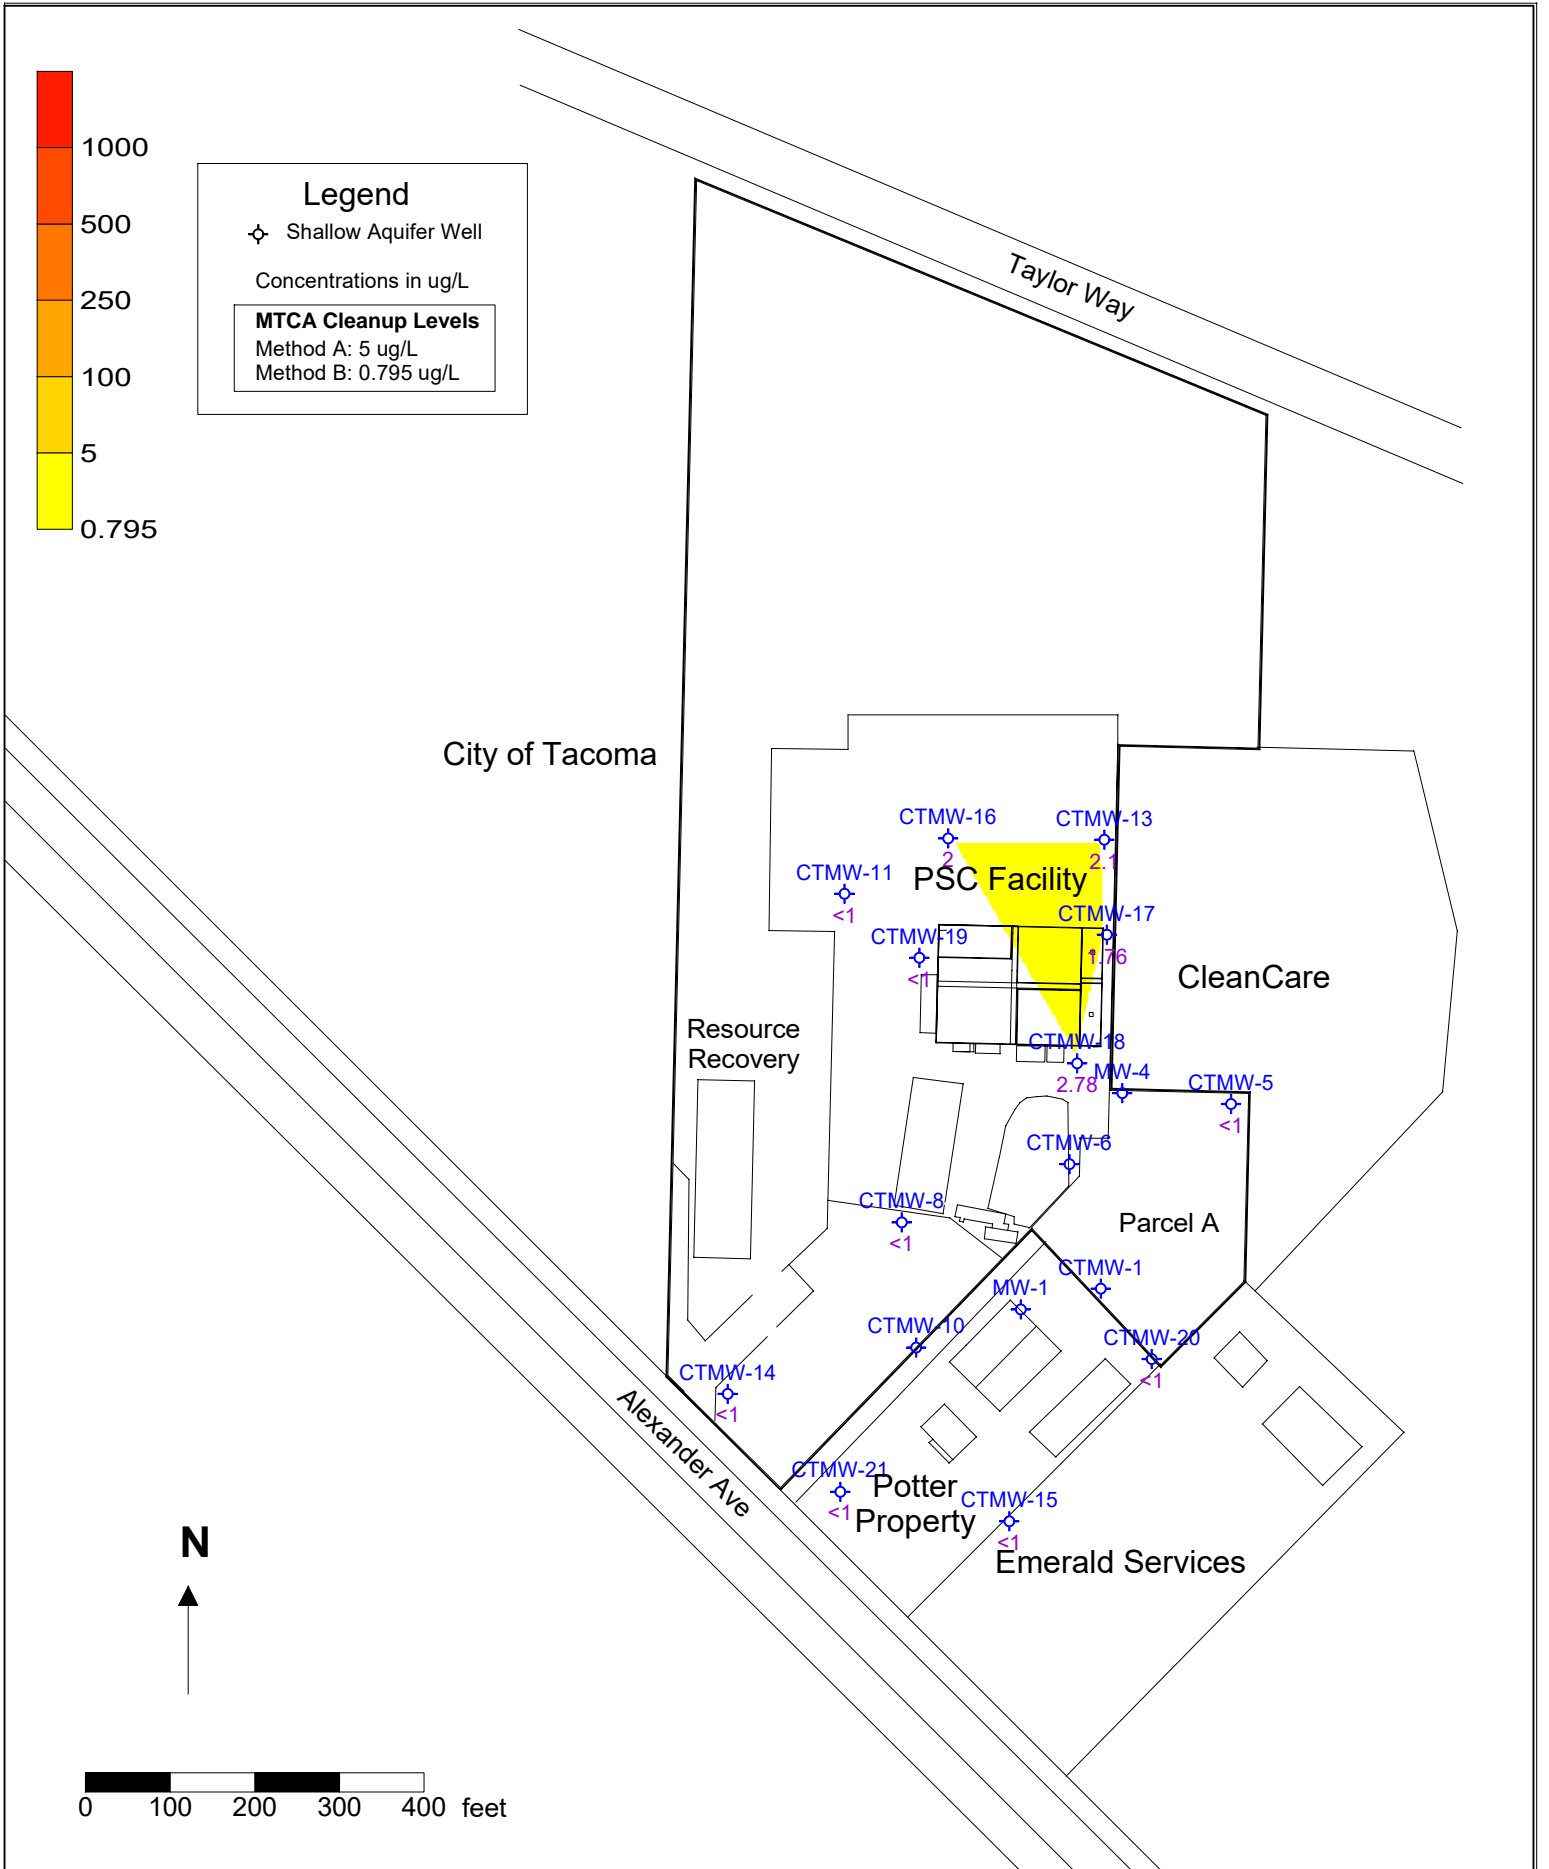 1000
500
250
100
5
0.795
Legend
Shallow Aquifer Well
Concentrations in ug/L
MTCA Cleanup Levels
Method A: 5 ug/L
Method B: 0.795 ug/L
Taylor Way
City of Tacoma
CTMW-16
2
CTMW-13
2.1
PSC Facility
CTMW-11
<1
CTMW-17
1.76
CTMW-19
<1
CleanCare
Resource
Recovery
CTMW-18
2.78
MW-4
CTMW-5
<1
CTMW-6
CTMW-8
<1
Parcel A
CTMW-1
MW-1
CTMW-10
CTMW-20
<1
CTMW-14
<1
Alexander Ave
CTMW-21
<1
Potter
Property
CTMW-15
<1
Emerald Services
N
0 100 200 300 400 feet